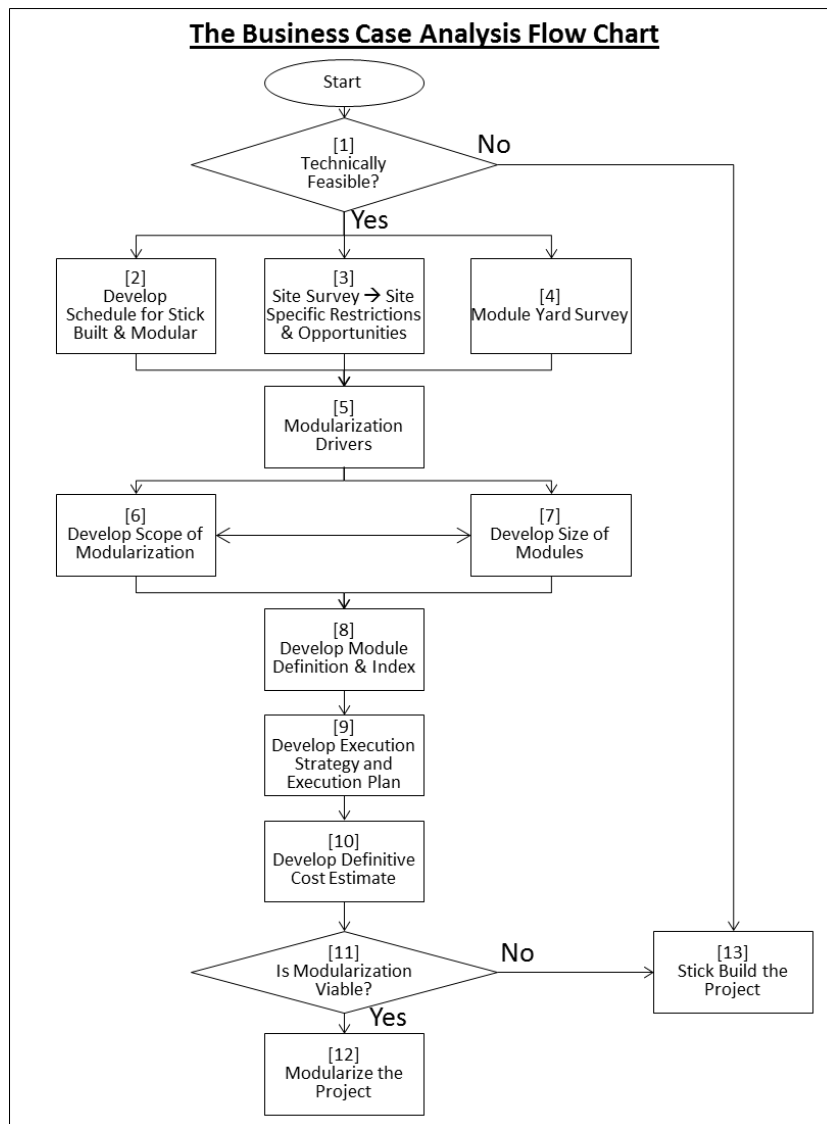 The Business Case Analysis Flow Chart
Start
[1]
Technically
Feasible?
No
Yes
[2]
Develop
Schedule for Stick
Built & Modular
[3]
Site Survey → Site
Specific Restrictions
& Opportunities
[4]
Module Yard Survey
[5]
Modularization
Drivers
[6]
Develop Scope of
Modularization
[7]
Develop Size of
Modules
[8]
Develop Module
Definition & Index
[9]
Develop Execution
Strategy and
Execution Plan
[10]
Develop Definitive
Cost Estimate
[11]
Is Modularization
Viable?
No
Yes
[13]
Stick Build the
Project
[12]
Modularize the
Project